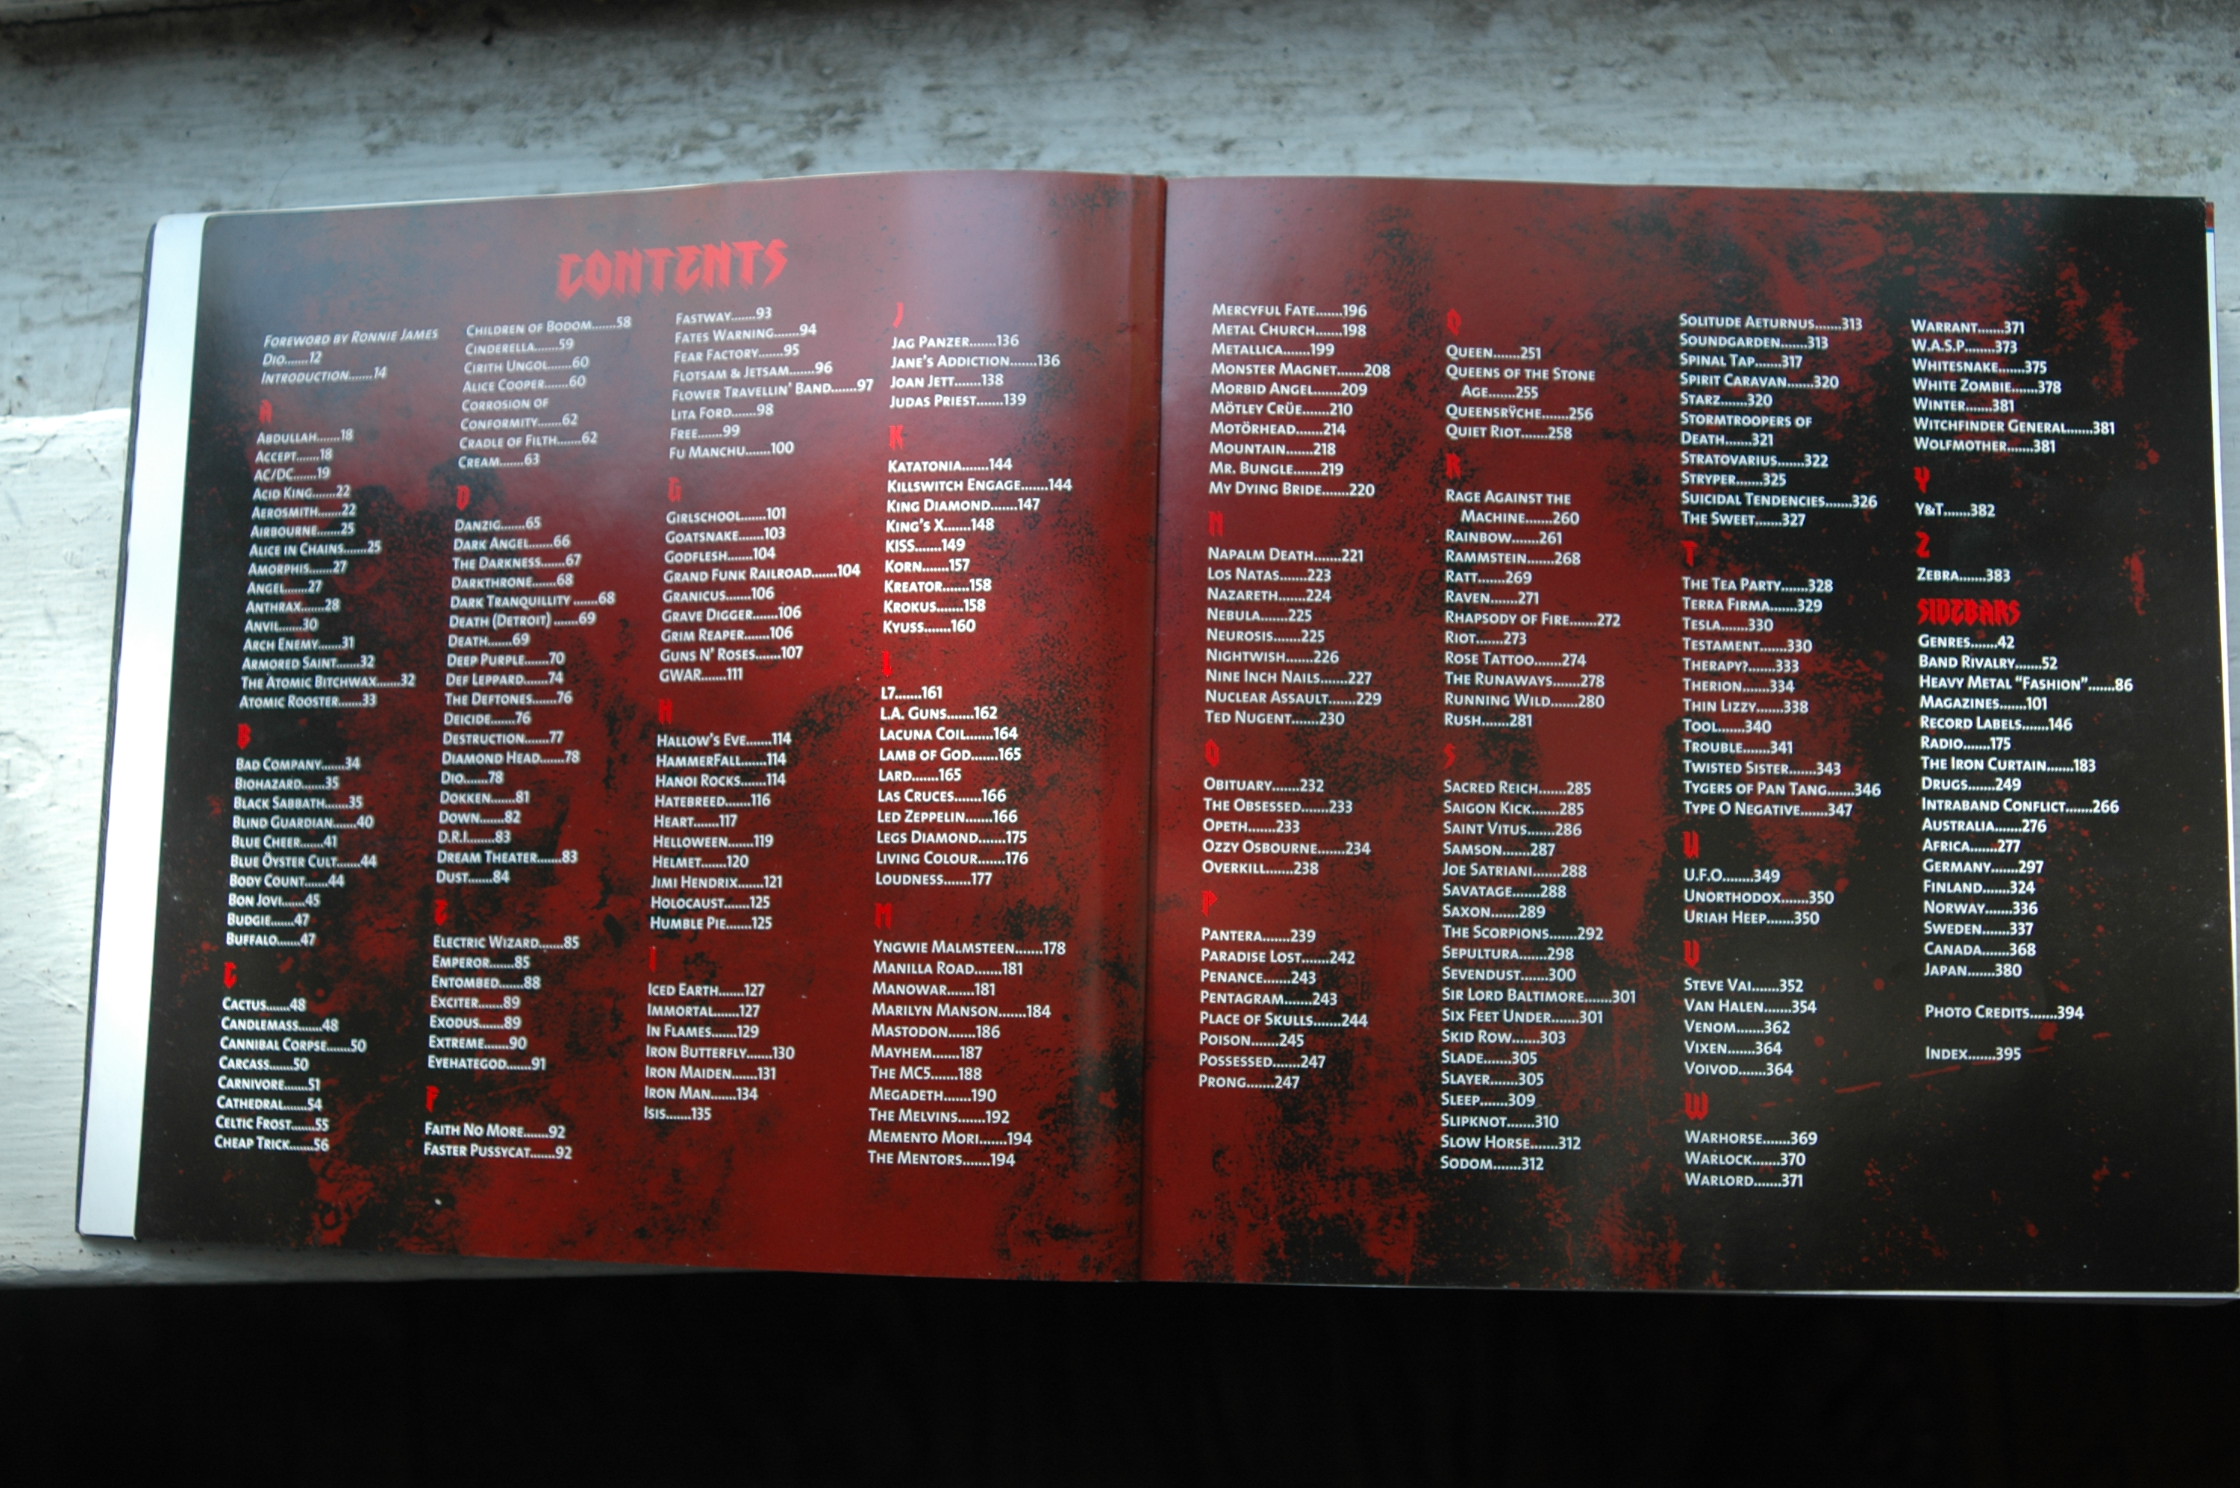 CONTENTS
FOREWORD BY RONNIE JAMES
DIO.......12
INTRODUCTION.......14
A
ABDULLAH.......18
ACCEPT.......18
AC/DC.......19
ACID KING.......22
AEROSMITH.......22
AIRBOURNE.......25
ALICE IN CHAINS.......25
AMORPHIS.......27
ANGEL.......27
ANTHRAX.......28
ANVIL.......30
ARCH ENEMY.......31
ARMORED SAINT.......32
THE ATOMIC BITCHWAX.......32
ATOMIC ROOSTER.......33
B
BAD COMPANY.......34
BIOHAZARD.......35
BLACK SABBATH.......35
BLIND GUARDIAN.......40
BLUE CHEER.......41
BLUE ÖYSTER CULT.......44
BODY COUNT.......44
BON JOVI.......45
BUDGIE.......47
BUFFALO.......47
C
CACTUS.......48
CANDLEMASS.......48
CANNIBAL CORPSE.......50
CARCASS.......50
CARNIVORE.......51
CATHEDRAL.......54
CELTIC FROST.......55
CHEAP TRICK.......56
CHILDREN OF BODOM.......58
CINDERELLA.......59
CIRITH UNGOL.......60
ALICE COOPER.......60
CORROSION OF
CONFORMITY.......62
CRADLE OF FILTH.......62
CREAM.......63
D
DANZIG.......65
DARK ANGEL.......66
THE DARKNESS.......67
DARKTHRONE.......68
DARK TRANQUILLITY .......68
DEATH (DETROIT) .......69
DEATH.......69
DEEP PURPLE.......70
DEF LEPPARD.......74
THE DEFTONES.......76
DEICIDE.......76
DESTRUCTION.......77
DIAMOND HEAD.......78
DIO.......78
DOKKEN.......81
DOWN.......82
D.R.I.......83
DREAM THEATER.......83
DUST.......84
E
ELECTRIC WIZARD.......85
EMPEROR.......85
ENTOMBED.......88
EXCITER.......89
EXODUS.......89
EXTREME.......90
EYEHATEGOD.......91
F
FAITH NO MORE.......92
FASTER PUSSYCAT.......92
FASTWAY.......93
FATES WARNING.......94
FEAR FACTORY.......95
FLOTSAM & JETSAM.......96
FLOWER TRAVELLIN' BAND.......97
LITA FORD.......98
FREE.......99
FU MANCHU.......100
G
GIRLSCHOOL.......101
GOATSNAKE.......103
GODFLESH.......104
GRAND FUNK RAILROAD.......104
GRANICUS.......106
GRAVE DIGGER.......106
GRIM REAPER.......106
GUNS N' ROSES.......107
GWAR.......111
H
HALLOW'S EVE.......114
HAMMERFALL.......114
HANOI ROCKS.......114
HATEBREED.......116
HEART.......117
HELLOWEEN.......119
HELMET.......120
JIMI HENDRIX.......121
HOLOCAUST.......125
HUMBLE PIE.......125
I
ICED EARTH.......127
IMMORTAL.......127
IN FLAMES.......129
IRON BUTTERFLY.......130
IRON MAIDEN.......131
IRON MAN.......134
ISIS.......135
J
JAG PANZER.......136
JANE'S ADDICTION.......136
JOAN JETT.......138
JUDAS PRIEST.......139
K
KATATONIA.......144
KILLSWITCH ENGAGE.......144
KING DIAMOND.......147
KING'S X.......148
KISS.......149
KORN.......157
KREATOR.......158
KROKUS.......158
KYUSS.......160
L
L7.......161
L.A. GUNS.......162
LACUNA COIL.......164
LAMB OF GOD.......165
LARD.......165
LAS CRUCES.......166
LED ZEPPELIN.......166
LEGS DIAMOND.......175
LIVING COLOUR.......176
LOUDNESS.......177
M
YNGWIE MALMSTEEN.......178
MANILLA ROAD.......181
MANOWAR.......181
MARILYN MANSON.......184
MASTODON.......186
MAYHEM.......187
THE MC5.......188
MEGADETH.......190
THE MELVINS.......192
MEMENTO MORI.......194
THE MENTORS.......194
MERCYFUL FATE.......196
METAL CHURCH.......198
METALLICA.......199
MONSTER MAGNET.......208
MORBID ANGEL.......209
MÖTLEY CRÜE.......210
MOTÖRHEAD.......214
MOUNTAIN.......218
MR. BUNGLE.......219
MY DYING BRIDE.......220
N
NAPALM DEATH.......221
LOS NATAS.......223
NAZARETH.......224
NEBULA.......225
NEUROSIS.......225
NIGHTWISH.......226
NINE INCH NAILS.......227
NUCLEAR ASSAULT.......229
TED NUGENT.......230
O
OBITUARY.......232
THE OBSESSED.......233
OPETH.......233
OZZY OSBOURNE.......234
OVERKILL.......238
P
PANTERA.......239
PARADISE LOST.......242
PENANCE.......243
PENTAGRAM.......243
PLACE OF SKULLS.......244
POISON.......245
POSSESSED.......247
PRONG.......247
Q
QUEEN.......251
QUEENS OF THE STONE
AGE.......255
QUEENSRŸCHE.......256
QUIET RIOT.......258
R
RAGE AGAINST THE
MACHINE.......260
RAINBOW.......261
RAMMSTEIN.......268
RATT.......269
RAVEN.......271
RHAPSODY OF FIRE.......272
RIOT.......273
ROSE TATTOO.......274
THE RUNAWAYS.......278
RUNNING WILD.......280
RUSH.......281
S
SACRED REICH.......285
SAIGON KICK.......285
SAINT VITUS.......286
SAMSON.......287
JOE SATRIANI.......288
SAVATAGE.......288
SAXON.......289
THE SCORPIONS.......292
SEPULTURA.......298
SEVENDUST.......300
SIR LORD BALTIMORE.......301
SIX FEET UNDER.......301
SKID ROW.......303
SLADE.......305
SLAYER.......305
SLEEP.......309
SLIPKNOT.......310
SLOW HORSE.......312
SODOM.......312
SOLITUDE AETURNUS.......313
SOUNDGARDEN.......313
SPINAL TAP.......317
SPIRIT CARAVAN.......320
STARZ.......320
STORMTROOPERS OF
DEATH.......321
STRATOVARIUS.......322
STRYPER.......325
SUICIDAL TENDENCIES.......326
THE SWEET.......327
T
THE TEA PARTY.......328
TERRA FIRMA.......329
TESLA.......330
TESTAMENT.......330
THERAPY?.......333
THERION.......334
THIN LIZZY.......338
TOOL.......340
TROUBLE.......341
TWISTED SISTER.......343
TYGERS OF PAN TANG.......346
TYPE O NEGATIVE.......347
U
U.F.O........349
UNORTHODOX.......350
URIAH HEEP.......350
V
STEVE VAI.......352
VAN HALEN.......354
VENOM.......362
VIXEN.......364
VOIVOD.......364
W
WARHORSE.......369
WARLOCK.......370
WARLORD.......371
WARRANT.......371
W.A.S.P.......373
WHITESNAKE.......375
WHITE ZOMBIE.......378
WINTER.......381
WITCHFINDER GENERAL.......381
WOLFMOTHER.......381
Y
Y&T.......382
Z
ZEBRA.......383
SIDEBARS
GENRES.......42
BAND RIVALRY.......52
HEAVY METAL "FASHION".......86
MAGAZINES.......101
RECORD LABELS.......146
RADIO.......175
THE IRON CURTAIN.......183
DRUGS.......249
INTRABAND CONFLICT.......266
AUSTRALIA.......276
AFRICA.......277
GERMANY.......297
FINLAND.......324
NORWAY.......336
SWEDEN.......337
CANADA.......368
JAPAN.......380
PHOTO CREDITS.......394
INDEX.......395